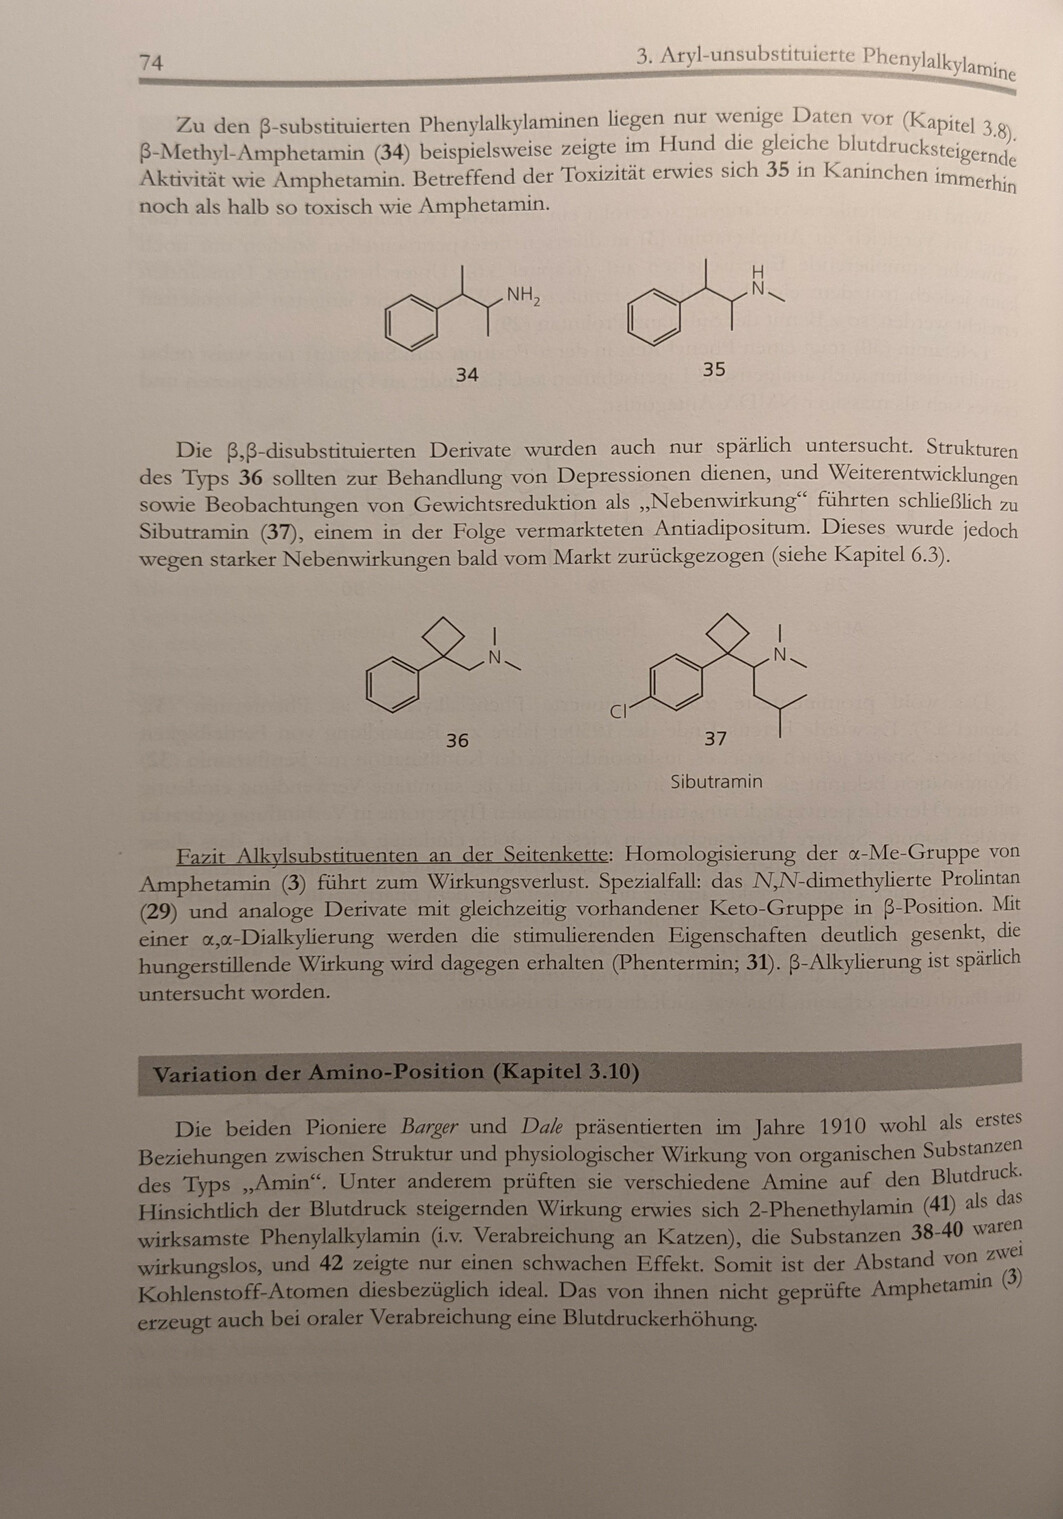 74
3. Aryl-unsubstituierte Phenylalkylamine
Zu den β-substituierten Phenylalkylaminen liegen nur wenige Daten vor (Kapitel 3.8).
β-Methyl-Amphetamin (34) beispielsweise zeigte im Hund die gleiche blutdrucksteigernde
Aktivität wie Amphetamin. Betreffend der Toxizität erwies sich 35 in Kaninchen immerhin
noch als halb so toxisch wie Amphetamin.
NH2
H
N
34
35
Die β,β-disubstituierten Derivate wurden auch nur spärlich untersucht. Strukturen
des Typs 36 sollten zur Behandlung von Depressionen dienen, und Weiterentwicklungen
sowie Beobachtungen von Gewichtsreduktion als „Nebenwirkung“ führten schließlich zu
Sibutramin (37), einem in der Folge vermarkteten Antiadipositum. Dieses wurde jedoch
wegen starker Nebenwirkungen bald vom Markt zurückgezogen (siehe Kapitel 6.3).
N
N
Cl
36
37
Sibutramin
Fazit Alkylsubstituenten an der Seitenkette: Homologisierung der α-Me-Gruppe von
Amphetamin (3) führt zum Wirkungsverlust. Spezialfall: das N,N-dimethylierte Prolintan
(29) und analoge Derivate mit gleichzeitig vorhandener Keto-Gruppe in β-Position. Mit
einer α,α-Dialkylierung werden die stimulierenden Eigenschaften deutlich gesenkt, die
hungerstillende Wirkung wird dagegen erhalten (Phentermin; 31). β-Alkylierung ist spärlich
untersucht worden.
Variation der Amino-Position (Kapitel 3.10)
Die beiden Pioniere Barger und Dale präsentierten im Jahre 1910 wohl als erstes
Beziehungen zwischen Struktur und physiologischer Wirkung von organischen Substanzen
des Typs „Amin“. Unter anderem prüften sie verschiedene Amine auf den Blutdruck.
Hinsichtlich der Blutdruck steigernden Wirkung erwies sich 2-Phenethylamin (41) als das
wirksamste Phenylalkylamin (i.v. Verabreichung an Katzen), die Substanzen 38-40 waren
wirkungslos, und 42 zeigte nur einen schwachen Effekt. Somit ist der Abstand von zwei
Kohlenstoff-Atomen diesbezüglich ideal. Das von ihnen nicht geprüfte Amphetamin (3)
erzeugt auch bei oraler Verabreichung eine Blutdruckerhöhung.